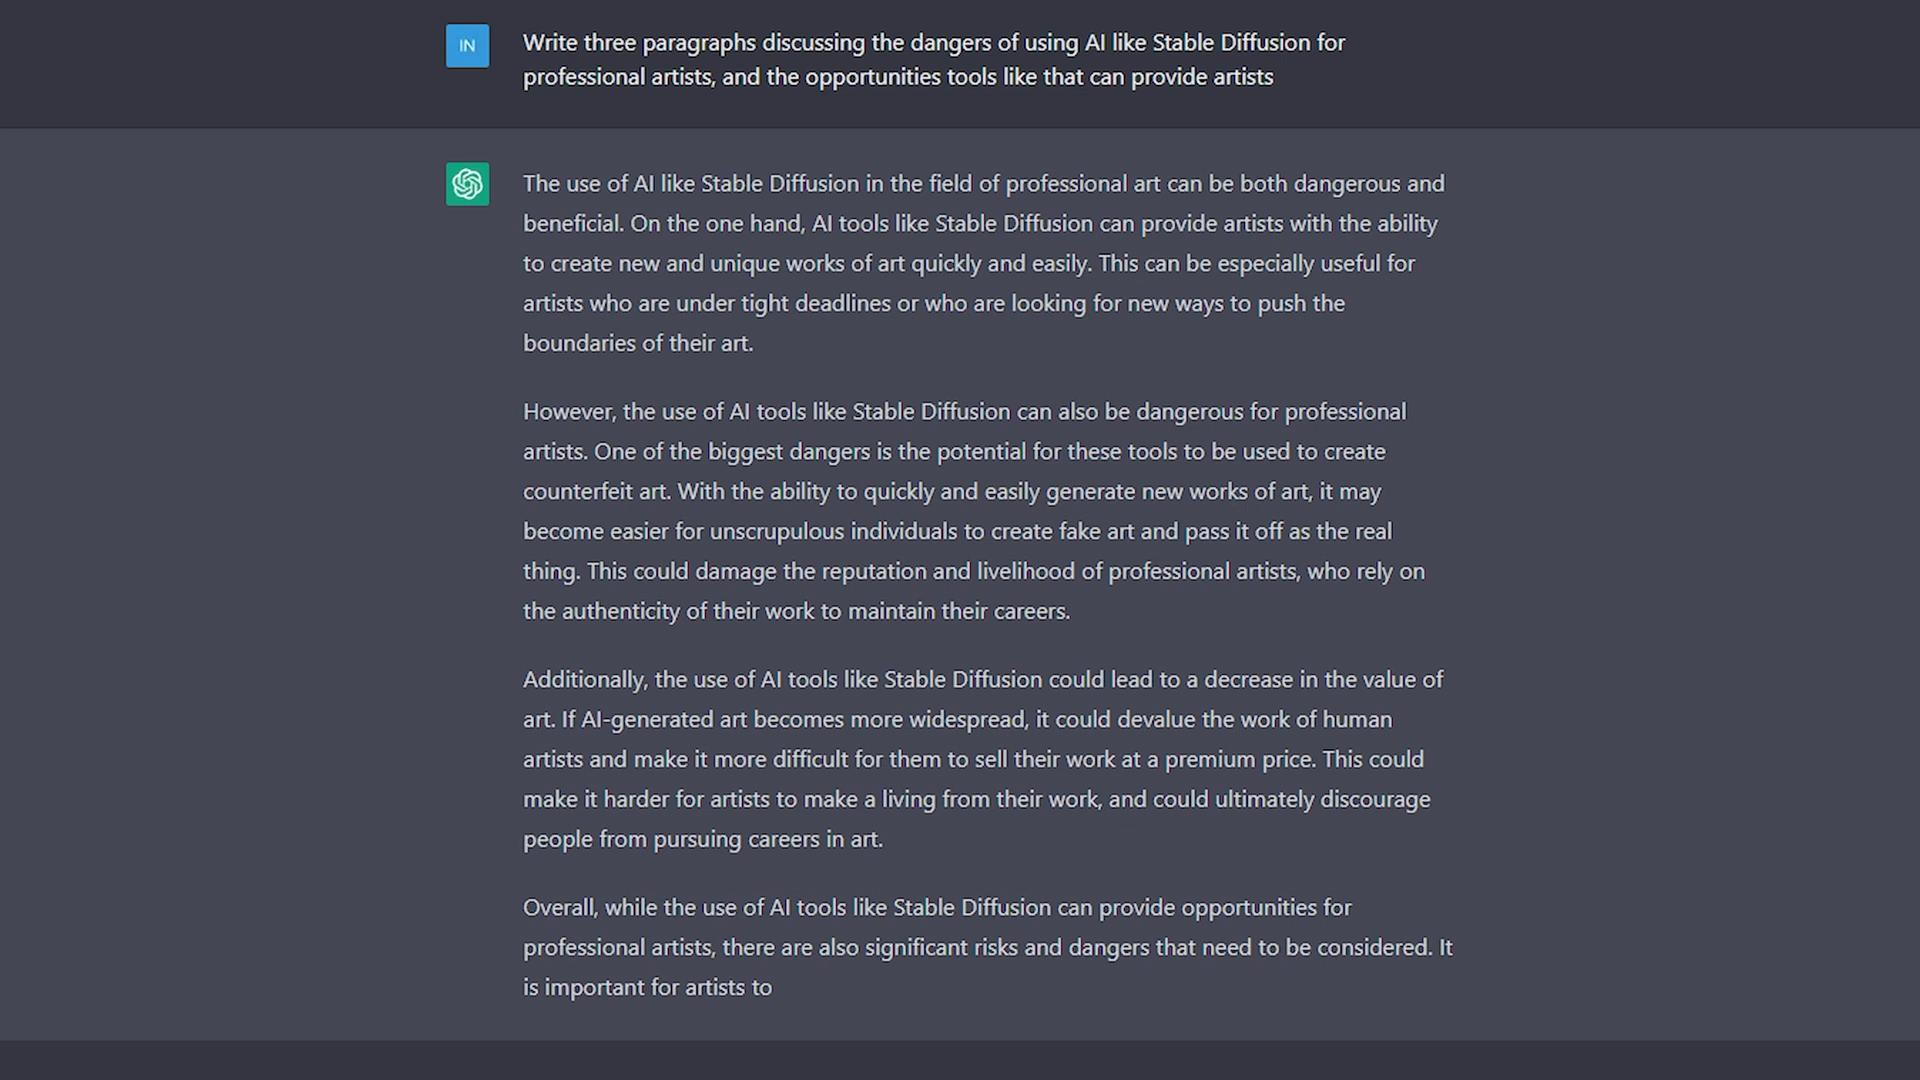 IN
Write three paragraphs discussing the dangers of using AI like Stable Diffusion for
professional artists, and the opportunities tools like that can provide artists
The use of AI like Stable Diffusion in the field of professional art can be both dangerous and
beneficial. On the one hand, AI tools like Stable Diffusion can provide artists with the ability
to create new and unique works of art quickly and easily. This can be especially useful for
artists who are under tight deadlines or who are looking for new ways to push the
boundaries of their art.
However, the use of AI tools like Stable Diffusion can also be dangerous for professional
artists. One of the biggest dangers is the potential for these tools to be used to create
counterfeit art. With the ability to quickly and easily generate new works of art, it may
become easier for unscrupulous individuals to create fake art and pass it off as the real
thing. This could damage the reputation and livelihood of professional artists, who rely on
the authenticity of their work to maintain their careers.
Additionally, the use of AI tools like Stable Diffusion could lead to a decrease in the value of
art. If AI-generated art becomes more widespread, it could devalue the work of human
artists and make it more difficult for them to sell their work at a premium price. This could
make it harder for artists to make a living from their work, and could ultimately discourage
people from pursuing careers in art.
Overall, while the use of AI tools like Stable Diffusion can provide opportunities for
professional artists, there are also significant risks and dangers that need to be considered. It
is important for artists to